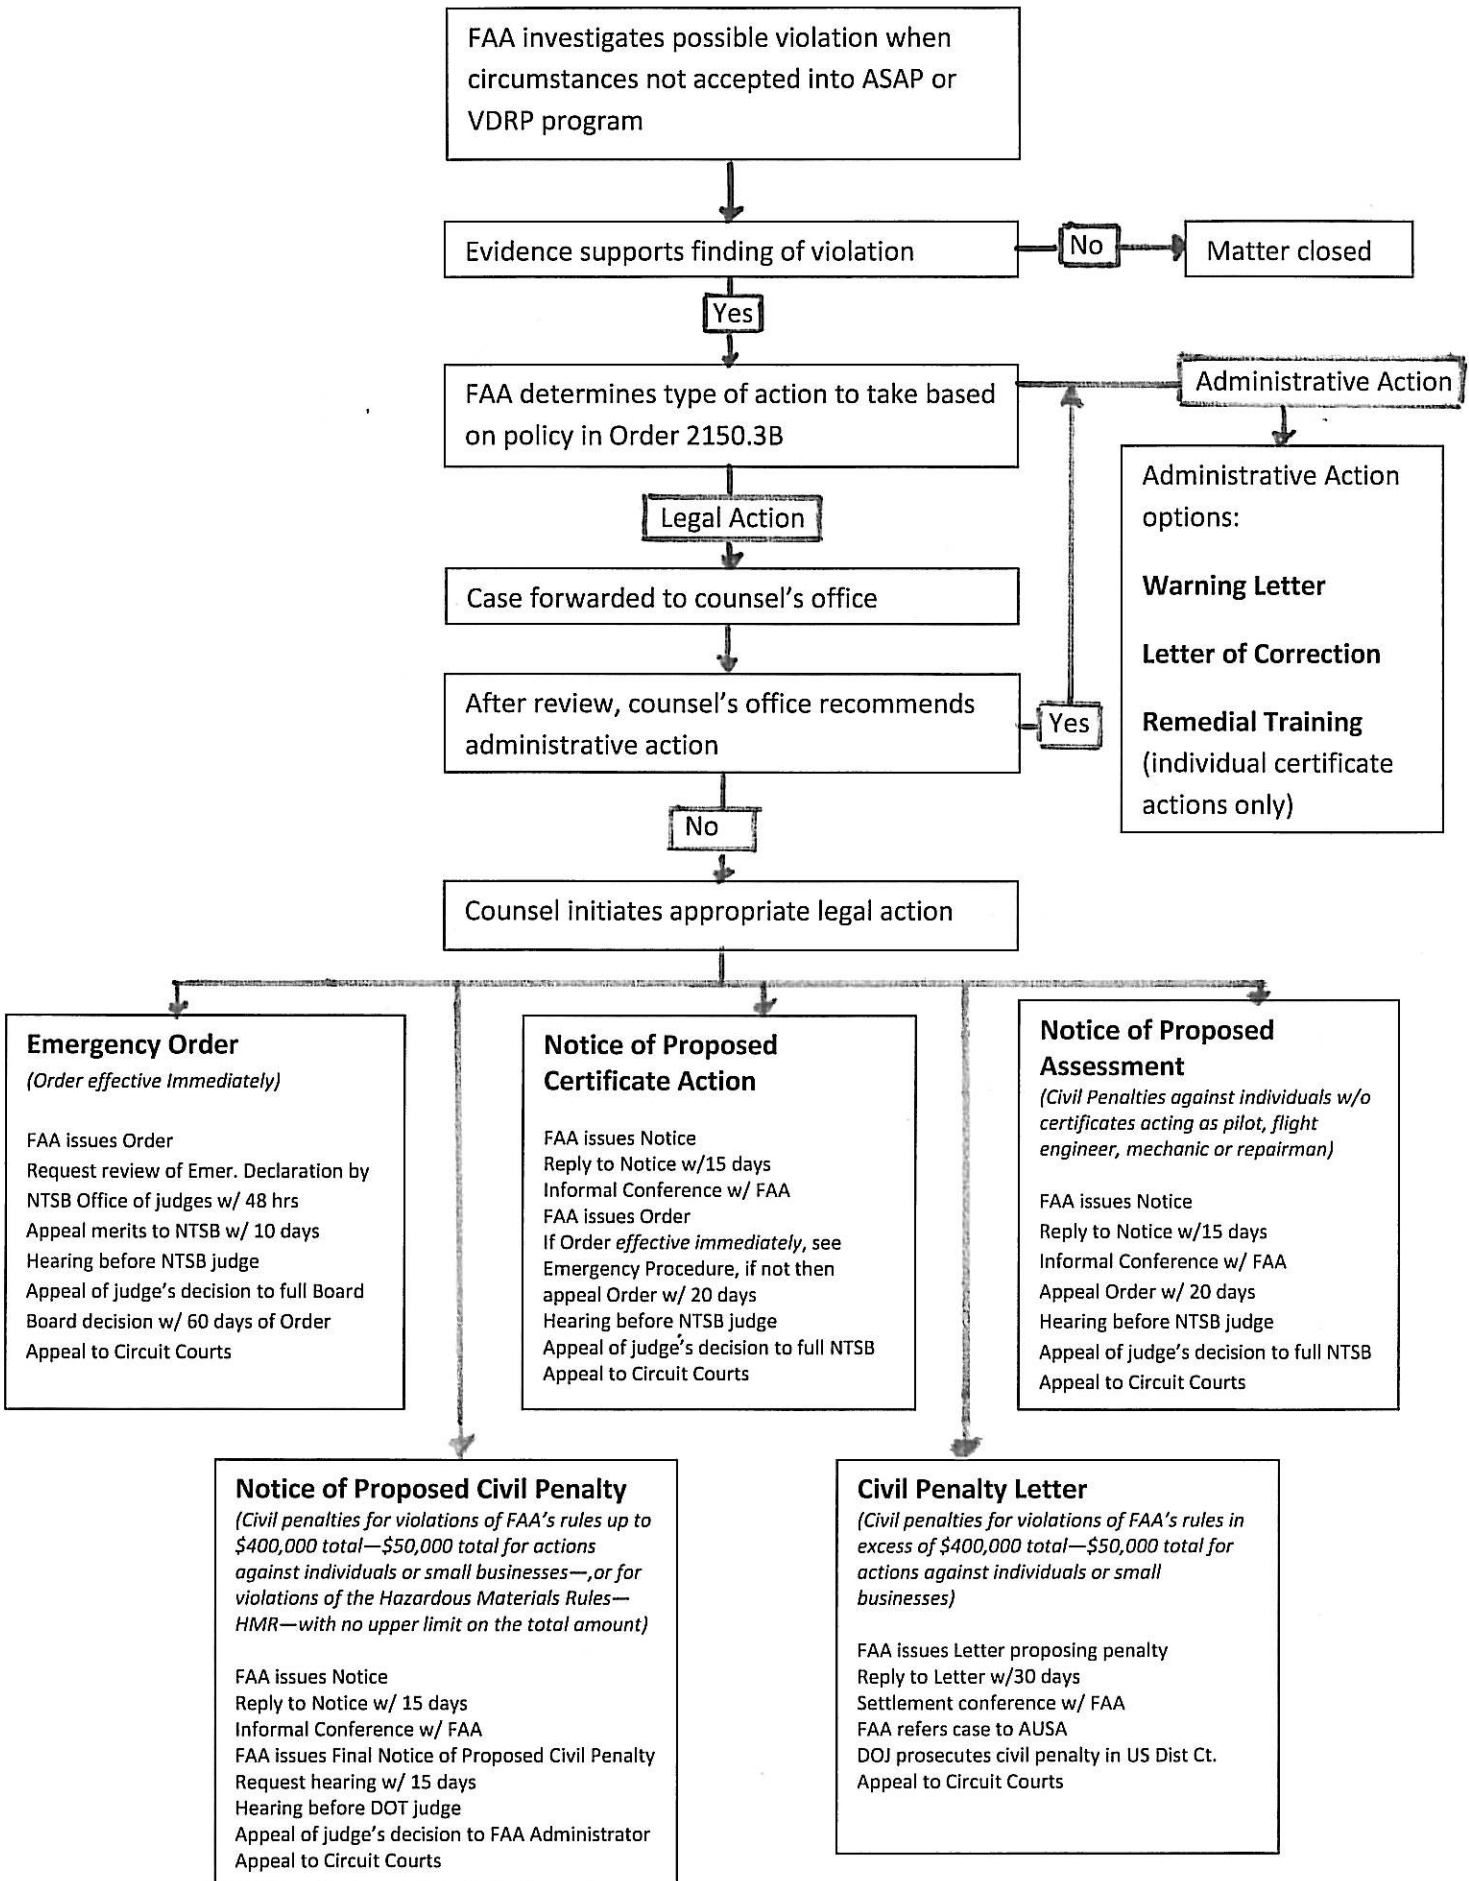 FAA investigates possible violation when
circumstances not accepted into ASAP or
VDRP program
Evidence supports finding of violation
No
Matter closed
Yes
FAA determines type of action to take based
on policy in Order 2150.3B
Administrative Action
Legal Action
Administrative Action
options:
Warning Letter
Letter of Correction
Remedial Training
(individual certificate
actions only)
Case forwarded to counsel's office
After review, counsel's office recommends
administrative action
Yes
No
Counsel initiates appropriate legal action
Emergency Order
(Order effective Immediately)
FAA issues Order
Request review of Emer. Declaration by
NTSB Office of judges w/ 48 hrs
Appeal merits to NTSB w/ 10 days
Hearing before NTSB judge
Appeal of judge's decision to full Board
Board decision w/ 60 days of Order
Appeal to Circuit Courts
Notice of Proposed
Certificate Action
FAA issues Notice
Reply to Notice w/15 days
Informal Conference w/ FAA
FAA issues Order
If Order effective immediately, see
Emergency Procedure, if not then
appeal Order w/ 20 days
Hearing before NTSB judge
Appeal of judge's decision to full NTSB
Appeal to Circuit Courts
Notice of Proposed
Assessment
(Civil Penalties against individuals w/o
certificates acting as pilot, flight
engineer, mechanic or repairman)
FAA issues Notice
Reply to Notice w/15 days
Informal Conference w/ FAA
Appeal Order w/ 20 days
Hearing before NTSB judge
Appeal of judge's decision to full NTSB
Appeal to Circuit Courts
Notice of Proposed Civil Penalty
(Civil penalties for violations of FAA's rules up to
$400,000 total—$50,000 total for actions
against individuals or small businesses—,or for
violations of the Hazardous Materials Rules—
HMR—with no upper limit on the total amount)
FAA issues Notice
Reply to Notice w/ 15 days
Informal Conference w/ FAA
FAA issues Final Notice of Proposed Civil Penalty
Request hearing w/ 15 days
Hearing before DOT judge
Appeal of judge's decision to FAA Administrator
Appeal to Circuit Courts
Civil Penalty Letter
(Civil penalties for violations of FAA's rules in
excess of $400,000 total—$50,000 total for
actions against individuals or small
businesses)
FAA issues Letter proposing penalty
Reply to Letter w/30 days
Settlement conference w/ FAA
FAA refers case to AUSA
DOJ prosecutes civil penalty in US Dist Ct.
Appeal to Circuit Courts